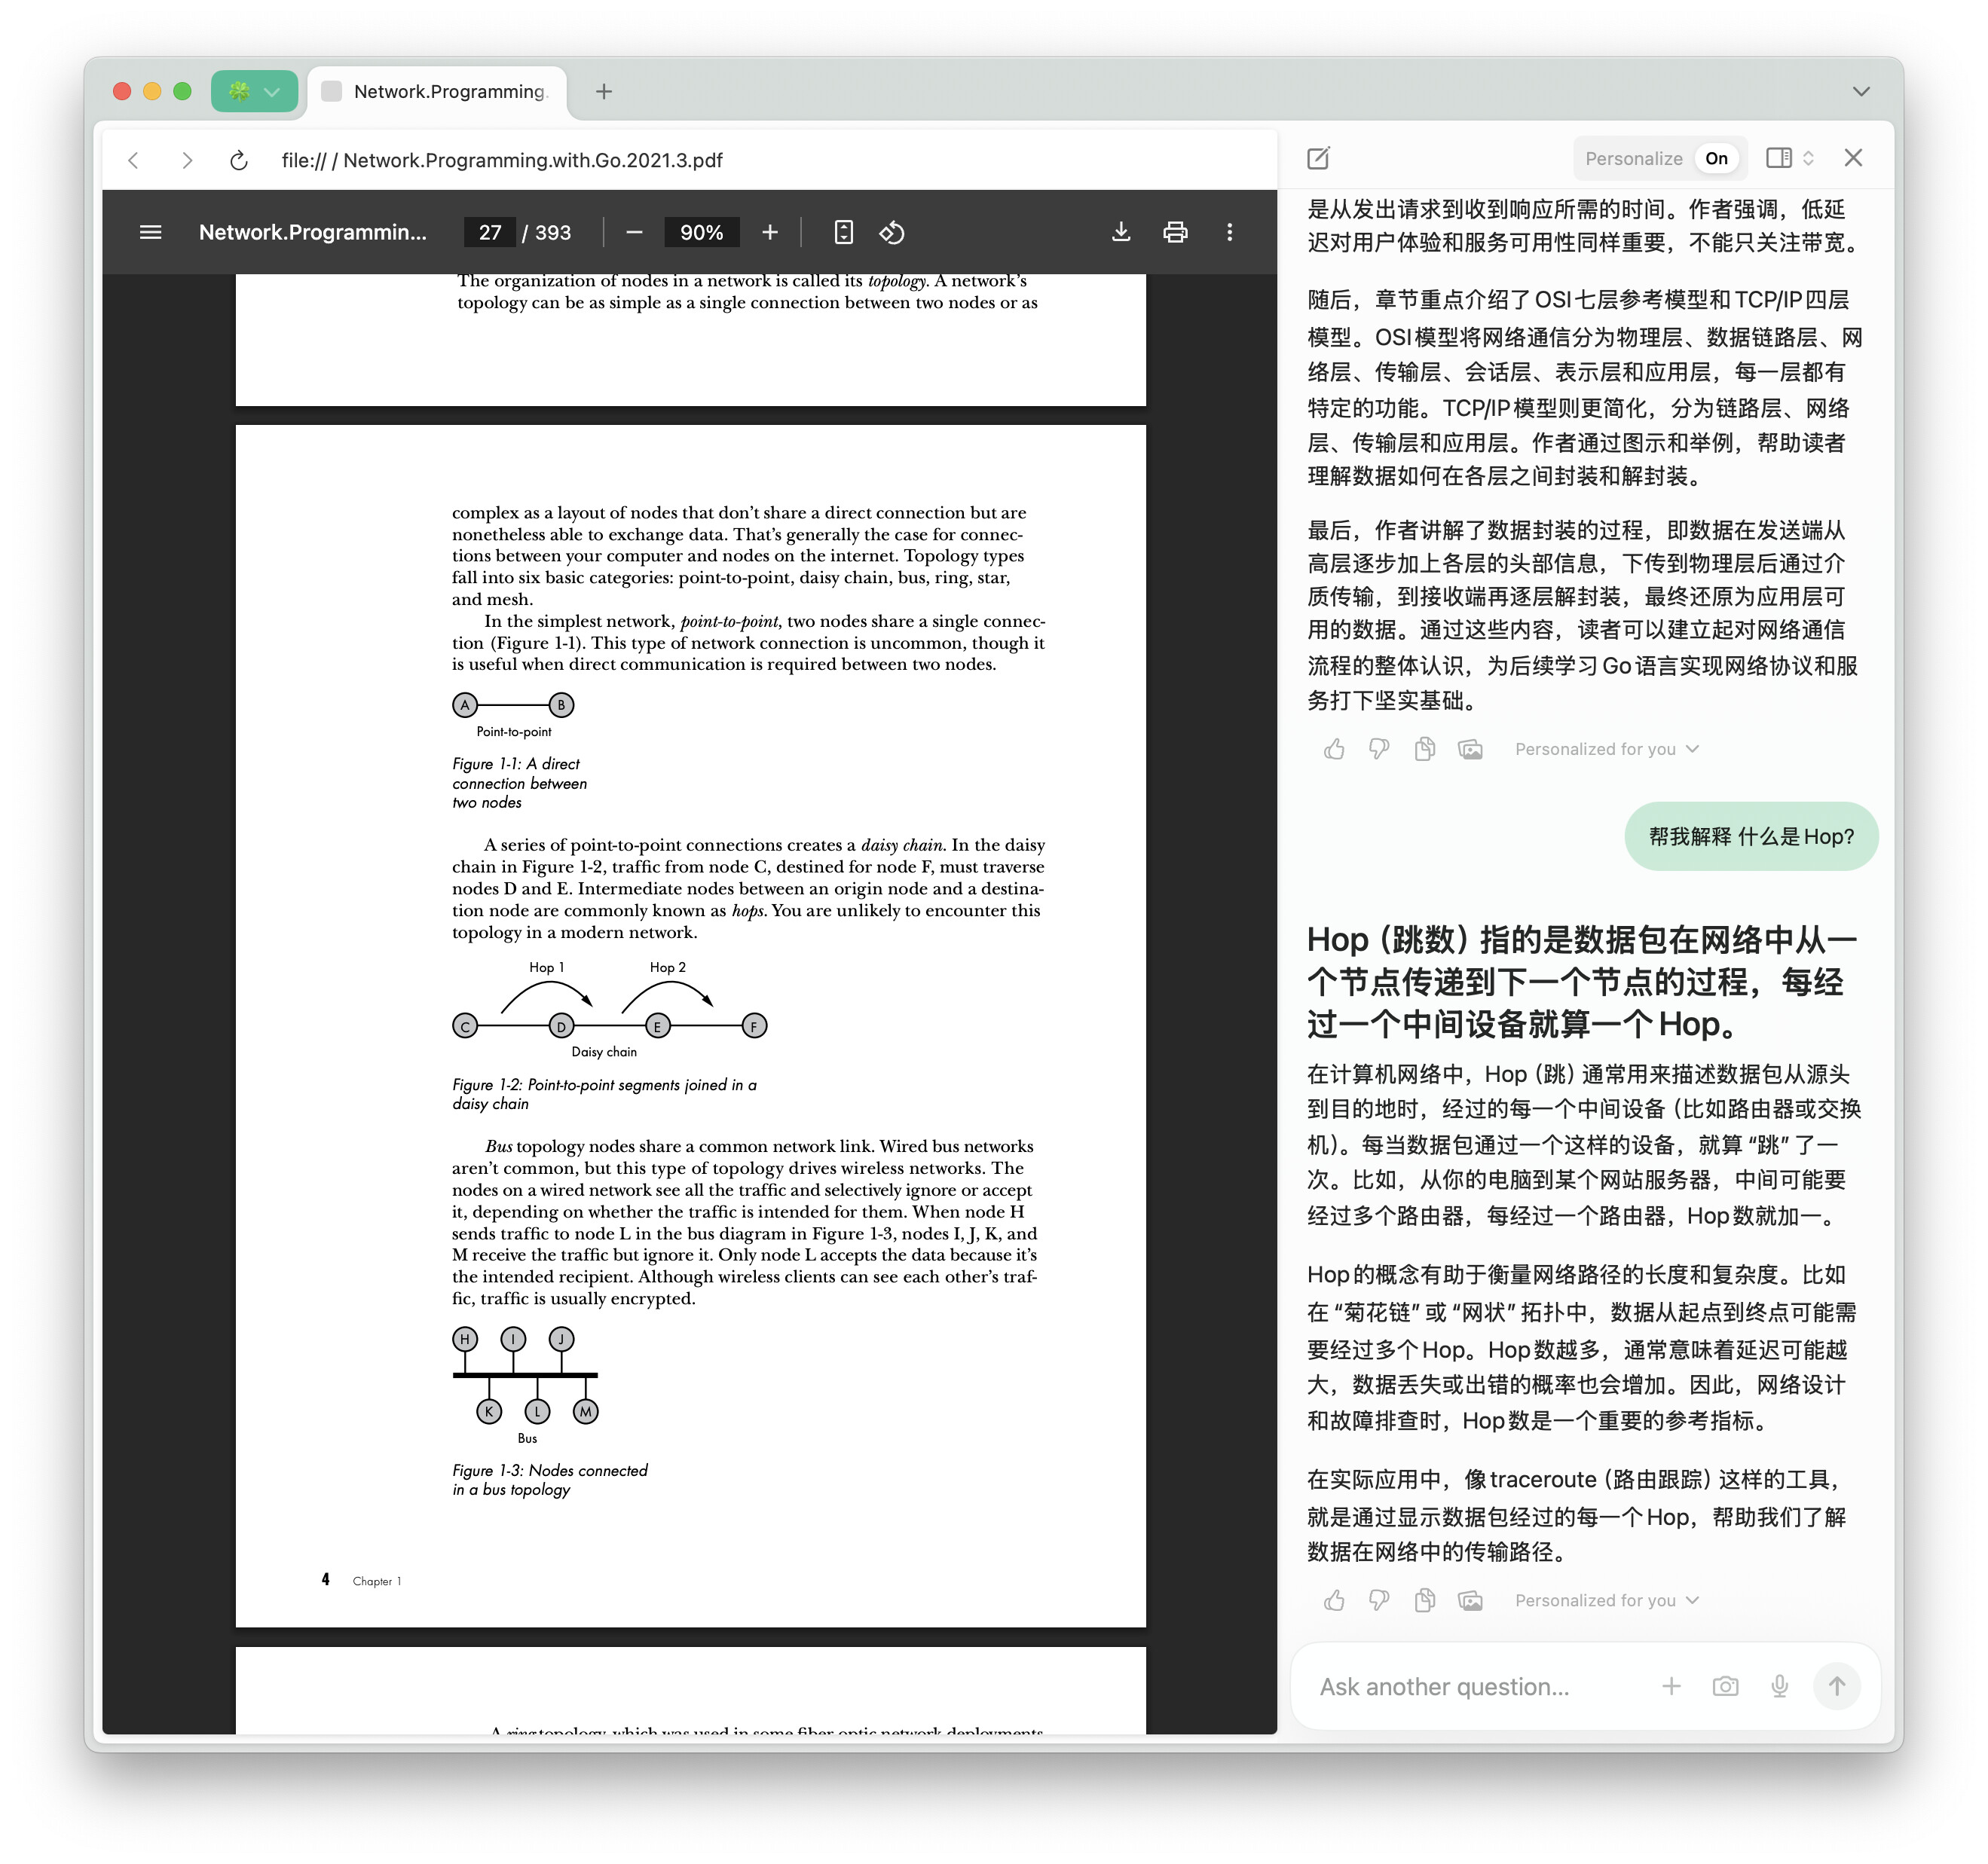 Network.Programming.
file:// / Network.Programming.with.Go.2021.3.pdf
Network.Programmin...
27 / 393
90%
The organization of nodes in a network is called its topology. A network's
topology can be as simple as a single connection between two nodes or as
complex as a layout of nodes that don't share a direct connection but are
nonetheless able to exchange data. That's generally the case for connec-
tions between your computer and nodes on the internet. Topology types
fall into six basic categories: point-to-point, daisy chain, bus, ring, star,
and mesh.
In the simplest network, point-to-point, two nodes share a single connec-
tion (Figure 1-1). This type of network connection is uncommon, though it
is useful when direct communication is required between two nodes.
A B
Point-to-point
Figure 1-1: A direct
connection between
two nodes
A series of point-to-point connections creates a daisy chain. In the daisy
chain in Figure 1-2, traffic from node C, destined for node F, must traverse
nodes D and E. Intermediate nodes between an origin node and a destina-
tion node are commonly known as hops. You are unlikely to encounter this
topology in a modern network.
Hop 1 Hop 2
C D E F
Daisy chain
Figure 1-2: Point-to-point segments joined in a
daisy chain
Bus topology nodes share a common network link. Wired bus networks
aren't common, but this type of topology drives wireless networks. The
nodes on a wired network see all the traffic and selectively ignore or accept
it, depending on whether the traffic is intended for them. When node H
sends traffic to node L in the bus diagram in Figure 1-3, nodes I, J, K, and
M receive the traffic but ignore it. Only node L accepts the data because it's
the intended recipient. Although wireless clients can see each other's traf-
fic, traffic is usually encrypted.
H I J
K L M
Bus
Figure 1-3: Nodes connected
in a bus topology
4 Chapter 1
A ring topology, which was used in some fiber-optic network deployments
Personalize On
是从发出请求到收到响应所需的时间。作者强调，低延
迟对用户体验和服务可用性同样重要，不能只关注带宽。
随后，章节重点介绍了OSI七层参考模型和TCP/IP四层
模型。OSI模型将网络通信分为物理层、数据链路层、网
络层、传输层、会话层、表示层和应用层，每一层都有
特定的功能。TCP/IP模型则更简化，分为链路层、网络
层、传输层和应用层。作者通过图示和举例，帮助读者
理解数据如何在各层之间封装和解封装。
最后，作者讲解了数据封装的过程，即数据在发送端从
高层逐步加上各层的头部信息，下传到物理层后通过介
质传输，到接收端再逐层解封装，最终还原为应用层可
用的数据。通过这些内容，读者可以建立起对网络通信
流程的整体认识，为后续学习Go语言实现网络协议和服
务打下坚实基础。
Personalized for you
帮我解释 什么是Hop?
Hop（跳数）指的是数据包在网络中从一
个节点传递到下一个节点的过程，每经
过一个中间设备就算一个Hop。
在计算机网络中，Hop（跳）通常用来描述数据包从源头
到目的地时，经过的每一个中间设备（比如路由器或交换
机）。每当数据包通过一个这样的设备，就算“跳”了一
次。比如，从你的电脑到某个网站服务器，中间可能要
经过多个路由器，每经过一个路由器，Hop数就加一。
Hop的概念有助于衡量网络路径的长度和复杂度。比如
在“菊花链”或“网状”拓扑中，数据从起点到终点可能需
要经过多个Hop。Hop数越多，通常意味着延迟可能越
大，数据丢失或出错的概率也会增加。因此，网络设计
和故障排查时，Hop数是一个重要的参考指标。
在实际应用中，像traceroute（路由跟踪）这样的工具，
就是通过显示数据包经过的每一个Hop，帮助我们了解
数据在网络中的传输路径。
Personalized for you
Ask another question...